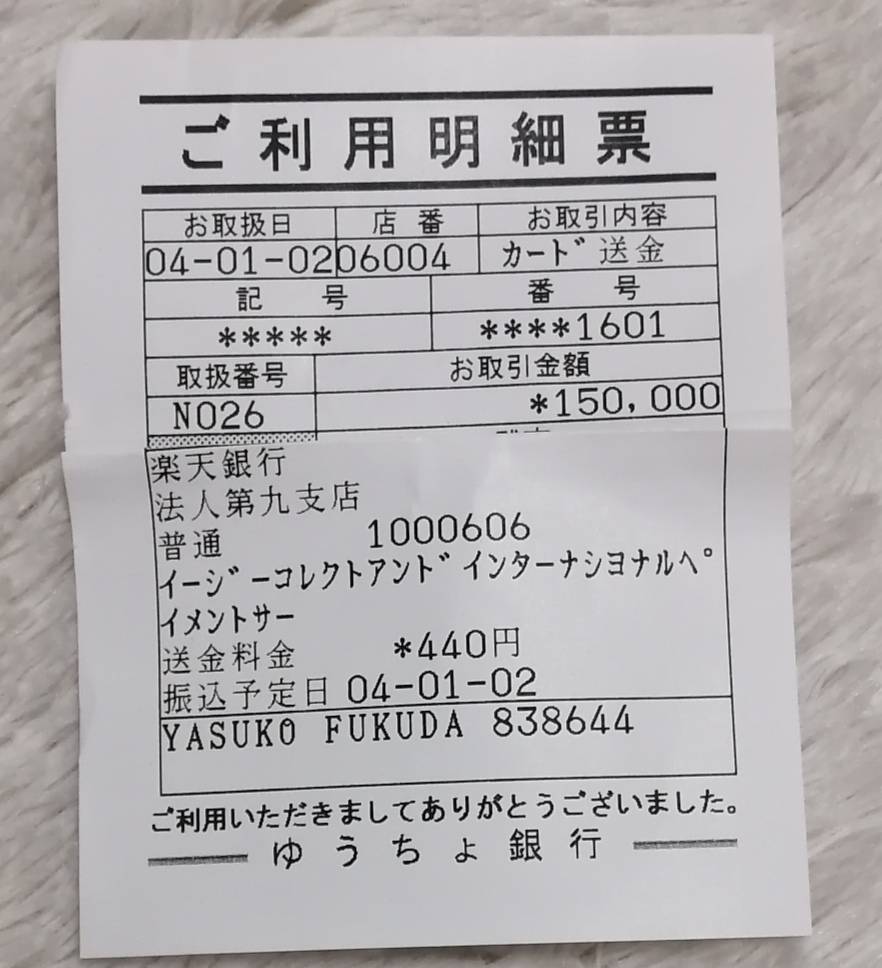 ご利用明細票
お取扱日 店番 お取引内容
04-01-02 06004 カード送金
記号 番号
***** ****1601
取扱番号 お取引金額
N026 *150,000
楽天銀行
法人第九支店
普通 1000606
イージーコレクトアンドインターナシヨナルペ
イメントサー
送金料金 *440円
振込予定日 04-01-02
YASUKO FUKUDA 838644
ご利用いただきましてありがとうございました。
ゆうちょ銀行